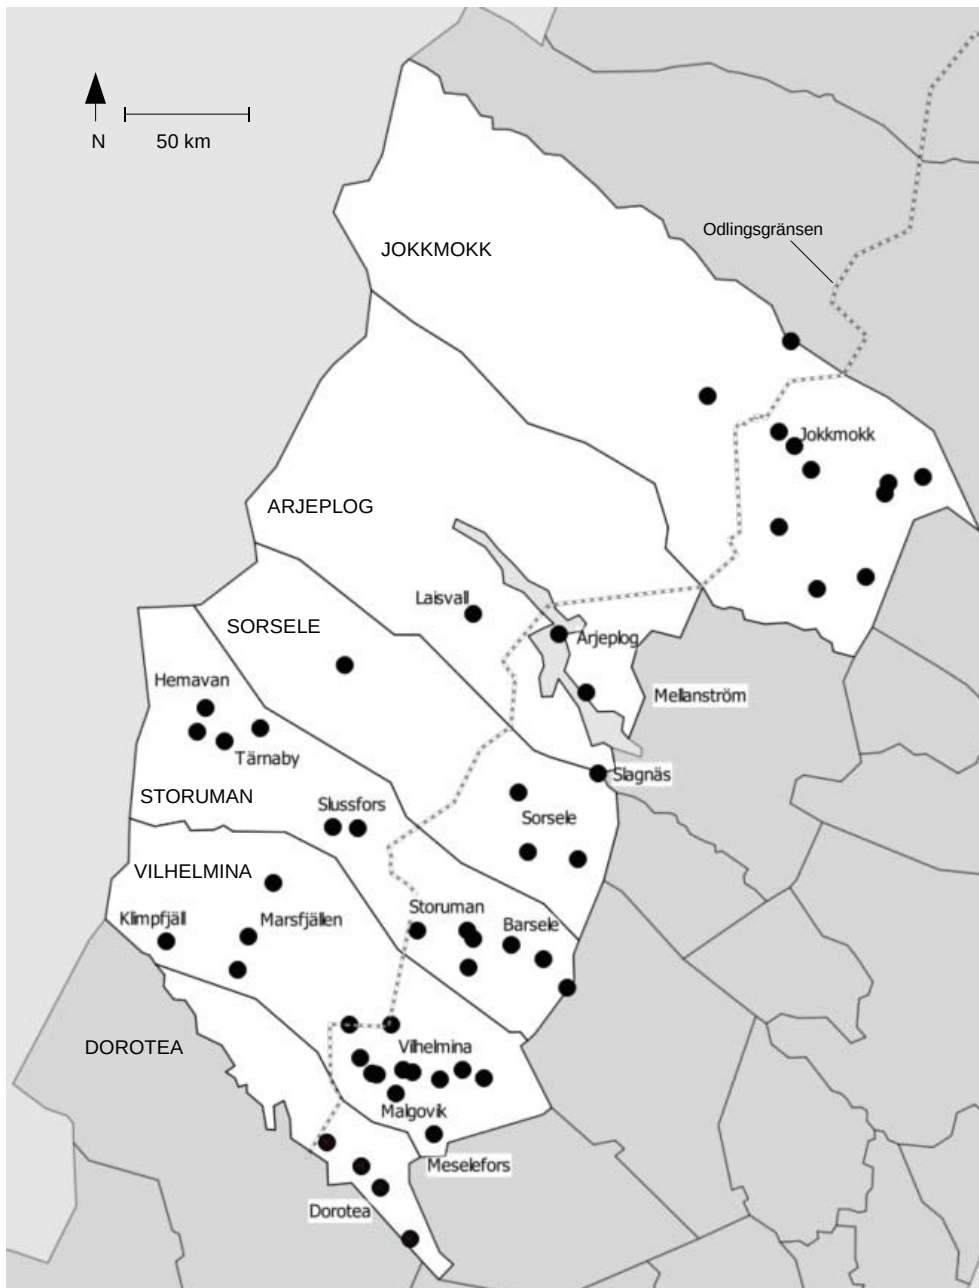 N
50 km
Odlingsgränsen
JOKKMOKK
Jokkmokk
ARJEPLOG
Laisvall
Arjeplog
SORSELE
Hemavan
Mellanström
Tärnaby
Slagnäs
STORUMAN
Slussfors
Sorsele
VILHELMINA
Klimpfjäll
Marsfjällen
Storuman
Barsele
DOROTEA
Vilhelmina
Malgovik
Meselefors
Dorotea